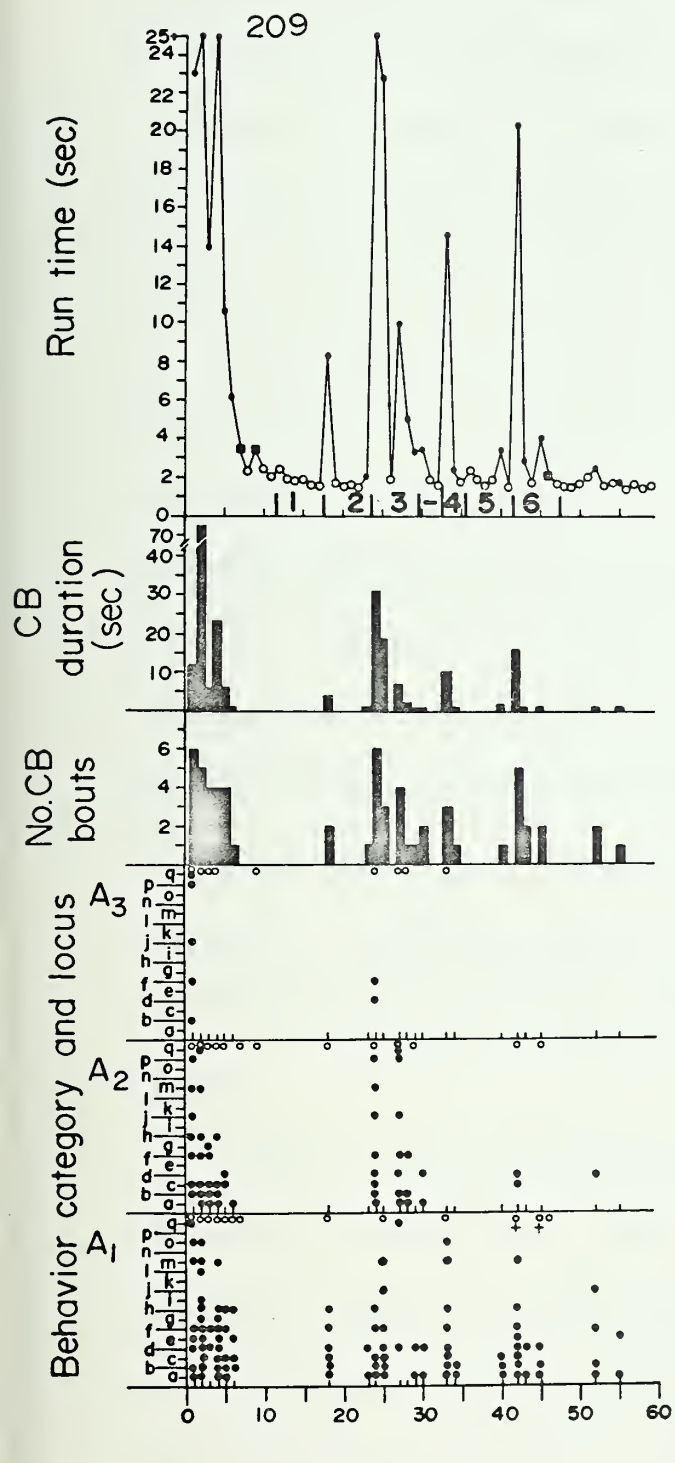 209
Run time (sec)
25+
24
22
20
18
16
14
12
10
8
6
4
2
0
1 2 3 - 4 5 6
CB duration (sec)
70
40
30
20
10
No. CB bouts
6
4
2
Behavior category and locus
A3
q
p
o
n
m
l
k
j
i
h
g
f
e
d
c
b
a
A2
q
p
o
n
m
l
k
j
i
h
g
f
e
d
c
b
a
A1
q
p
o
n
m
l
k
j
i
h
g
f
e
d
c
b
a
0 10 20 30 40 50 60